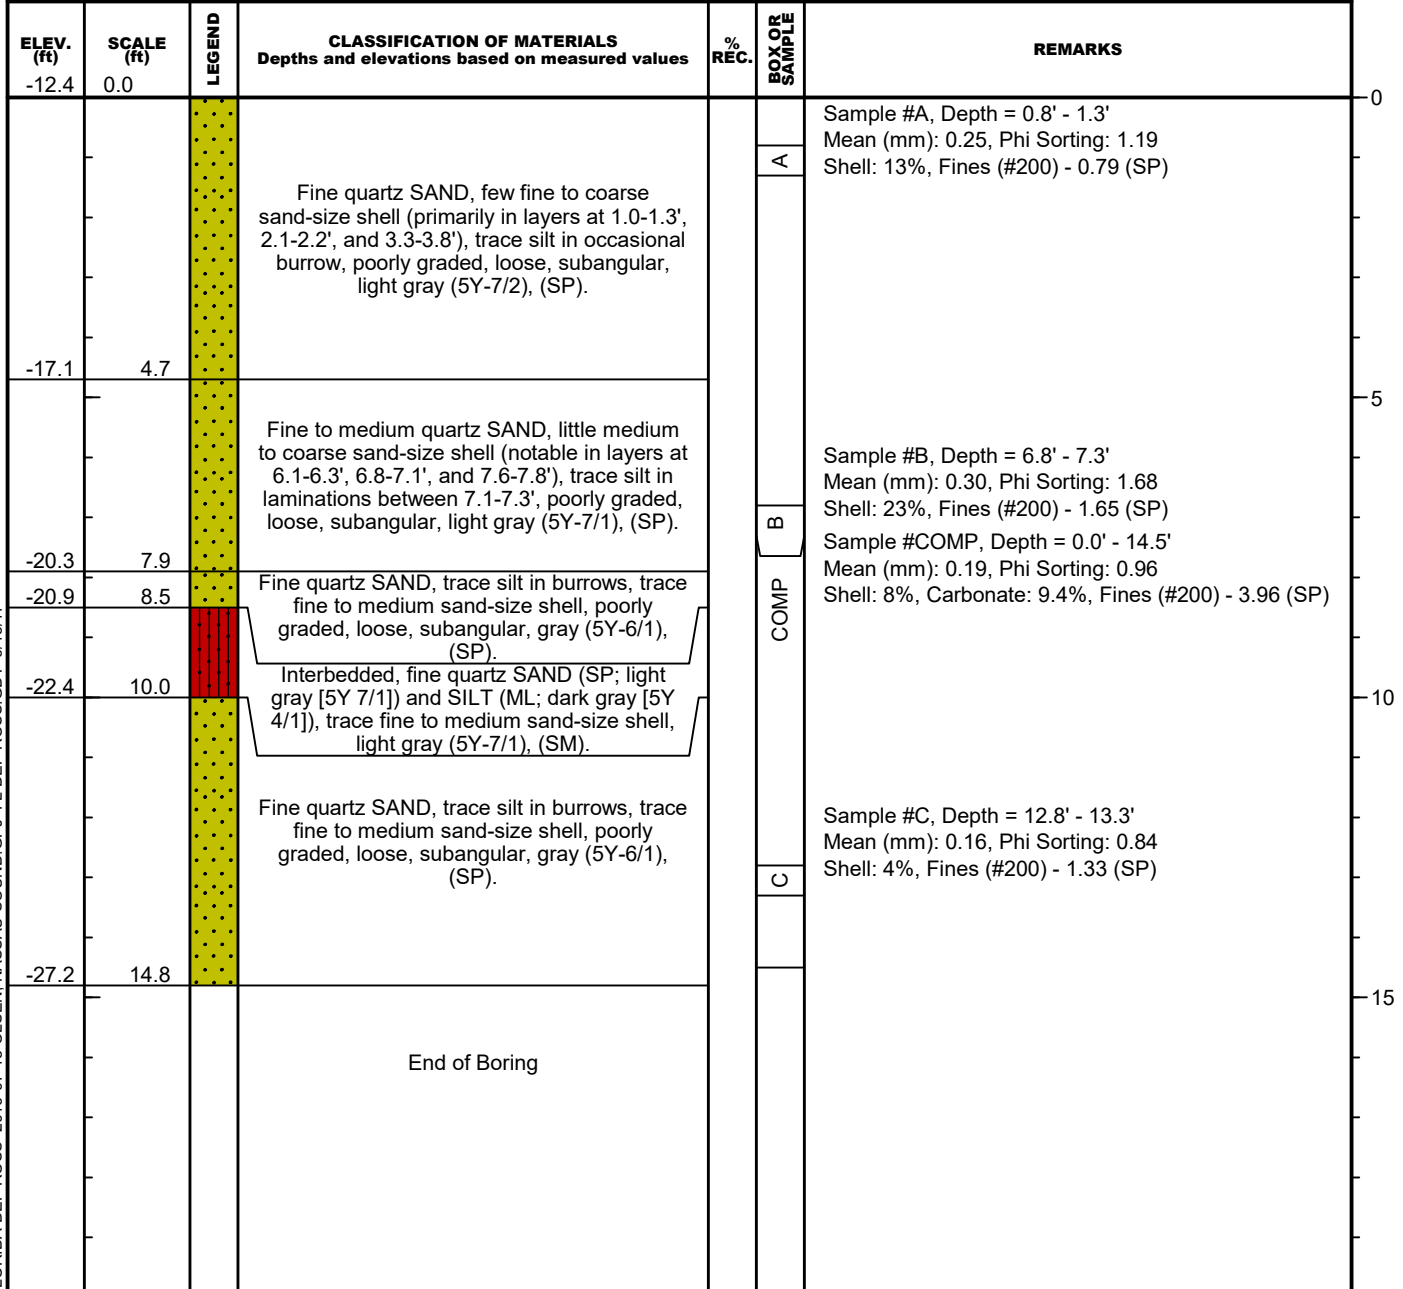 ELEV.
(ft)
SCALE
(ft)
LEGEND
CLASSIFICATION OF MATERIALS
Depths and elevations based on measured values
%
REC.
BOX OR
SAMPLE
REMARKS
-12.4 0.0
0
Sample #A, Depth = 0.8' - 1.3'
Mean (mm): 0.25, Phi Sorting: 1.19
Shell: 13%, Fines (#200) - 0.79 (SP)
A
Fine quartz SAND, few fine to coarse
sand-size shell (primarily in layers at 1.0-1.3',
2.1-2.2', and 3.3-3.8'), trace silt in occasional
burrow, poorly graded, loose, subangular,
light gray (5Y-7/2), (SP).
-17.1 4.7
5
Fine to medium quartz SAND, little medium
to coarse sand-size shell (notable in layers at
6.1-6.3', 6.8-7.1', and 7.6-7.8'), trace silt in
laminations between 7.1-7.3', poorly graded,
loose, subangular, light gray (5Y-7/1), (SP).
Sample #B, Depth = 6.8' - 7.3'
Mean (mm): 0.30, Phi Sorting: 1.68
Shell: 23%, Fines (#200) - 1.65 (SP)
B
Sample #COMP, Depth = 0.0' - 14.5'
Mean (mm): 0.19, Phi Sorting: 0.96
Shell: 8%, Carbonate: 9.4%, Fines (#200) - 3.96 (SP)
COMP
-20.3 7.9
-20.9 8.5
Fine quartz SAND, trace silt in burrows, trace
fine to medium sand-size shell, poorly
graded, loose, subangular, gray (5Y-6/1),
(SP).
Interbedded, fine quartz SAND (SP; light
gray [5Y 7/1]) and SILT (ML; dark gray [5Y
4/1]), trace fine to medium sand-size shell,
light gray (5Y-7/1), (SM).
-22.4 10.0
10
Fine quartz SAND, trace silt in burrows, trace
fine to medium sand-size shell, poorly
graded, loose, subangular, gray (5Y-6/1),
(SP).
Sample #C, Depth = 12.8' - 13.3'
Mean (mm): 0.16, Phi Sorting: 0.84
Shell: 4%, Fines (#200) - 1.33 (SP)
C
-27.2 14.8
15
End of Boring